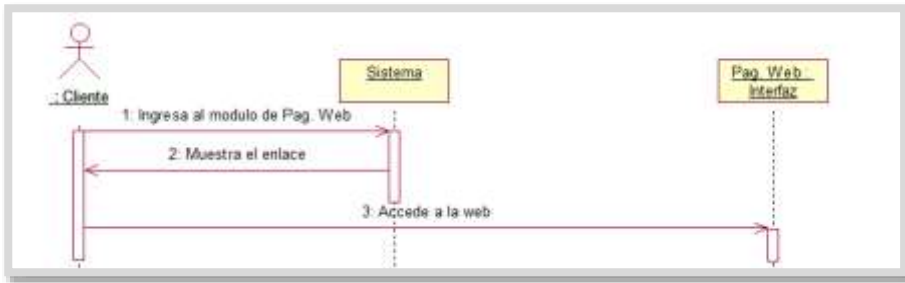 : Cliente
Sistema
Pag. Web :
Interfaz
1: Ingresa al modulo de Pag. Web
2: Muestra el enlace
3: Accede a la web